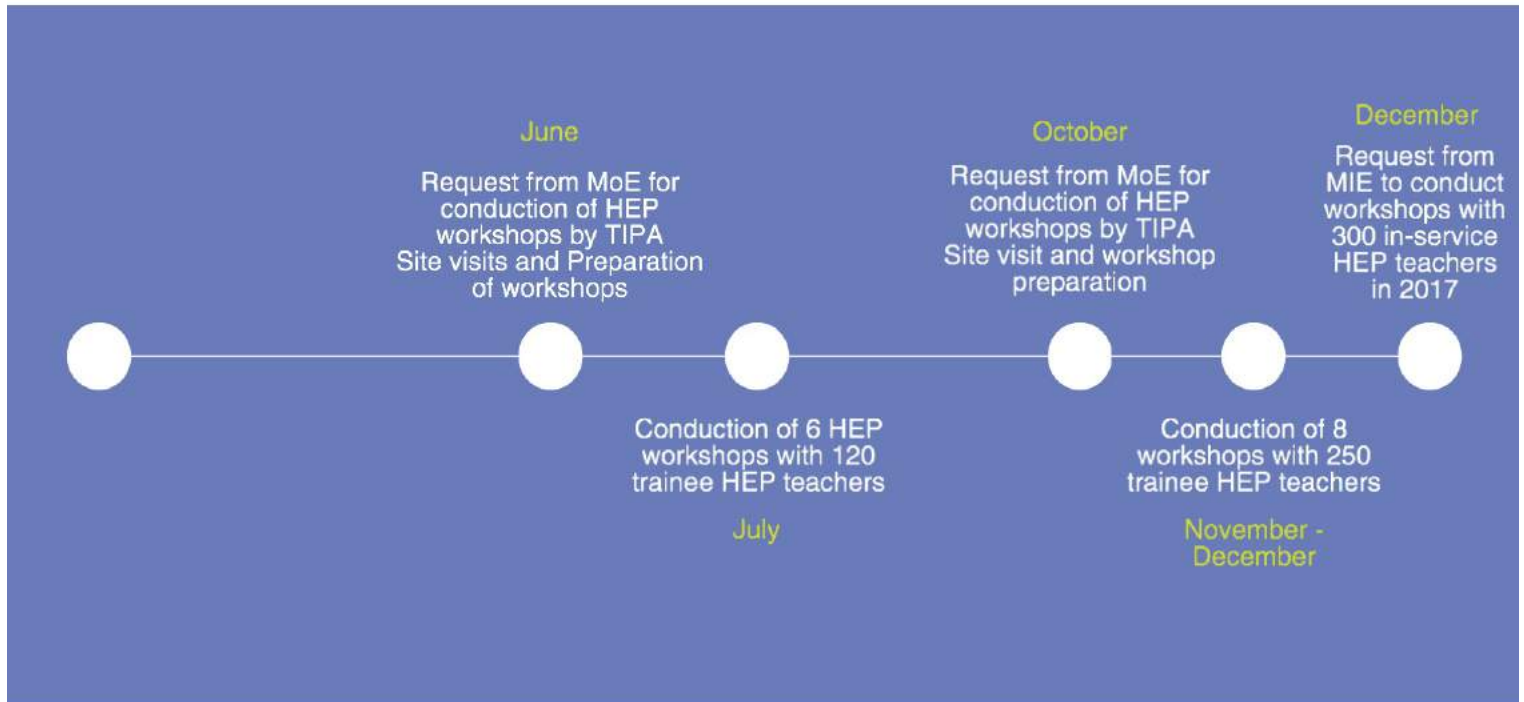 June
Request from MoE for
conduction of HEP
workshops by TIPA
Site visits and Preparation
of workshops
Conduction of 6 HEP
workshops with 120
trainee HEP teachers
July
October
Request from MoE for
conduction of HEP
workshops by TIPA
Site visit and workshop
preparation
Conduction of 8
workshops with 250
trainee HEP teachers
November -
December
December
Request from
MIE to conduct
workshops with
300 in-service
HEP teachers
in 2017